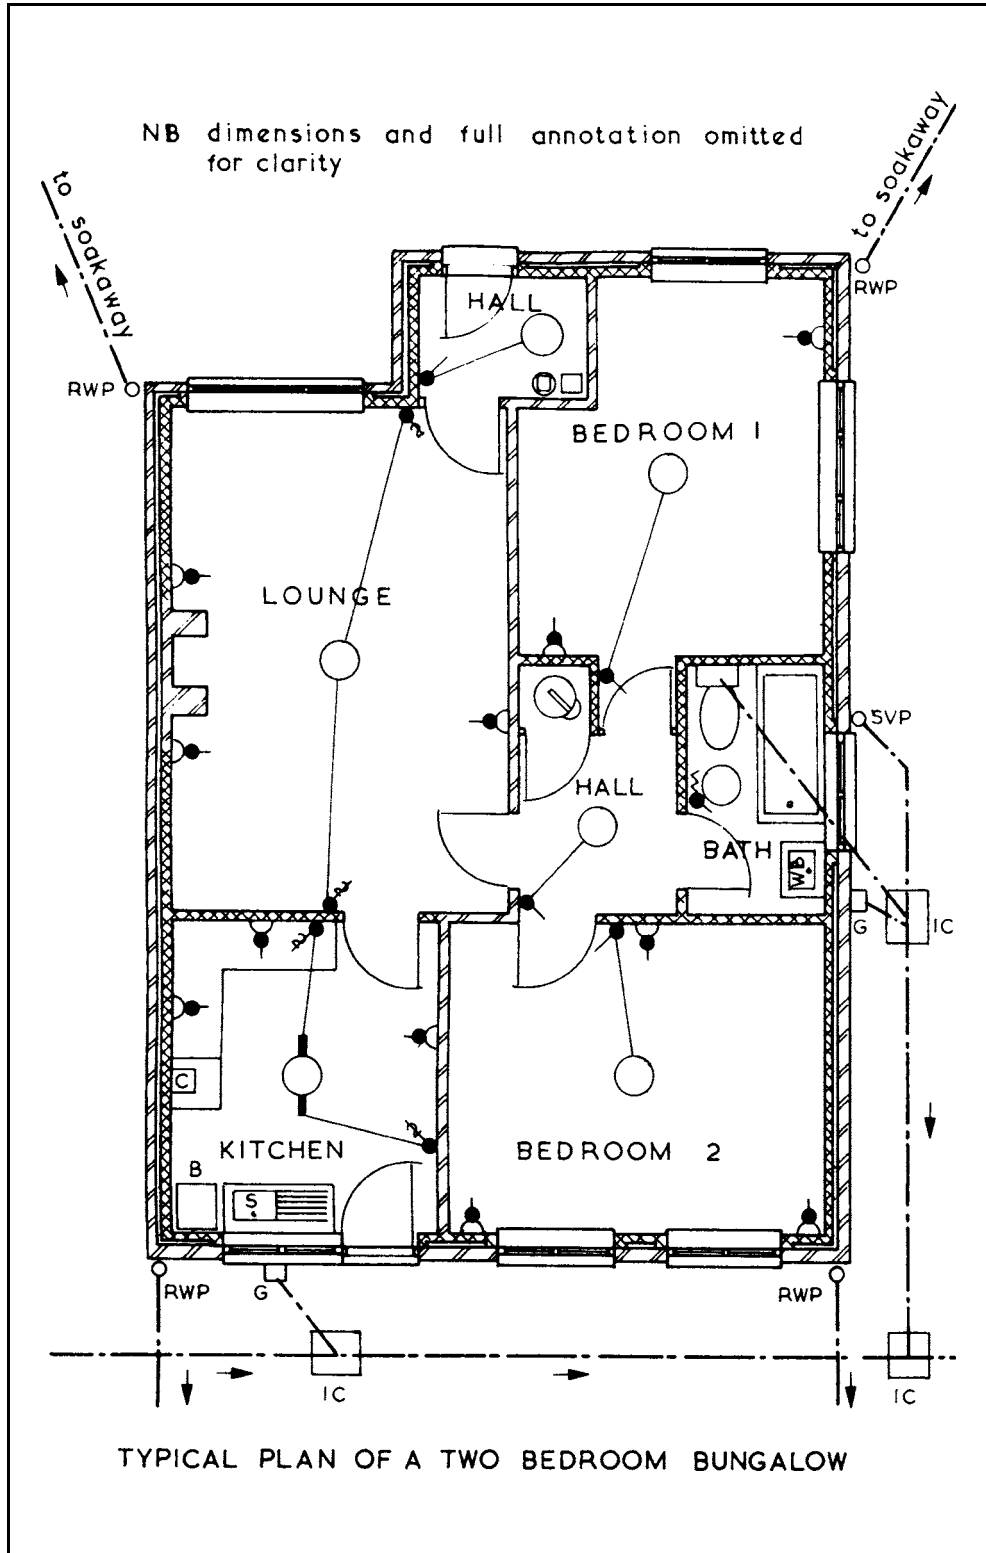 NB dimensions and full annotation omitted
for clarity
to soakaway
to soakaway
RWP
HALL
RWP
BEDROOM 1
LOUNGE
SVP
HALL
BATH
WB
G
IC
C
KITCHEN
BEDROOM 2
B
S
RWP
G
RWP
IC
IC
TYPICAL PLAN OF A TWO BEDROOM BUNGALOW